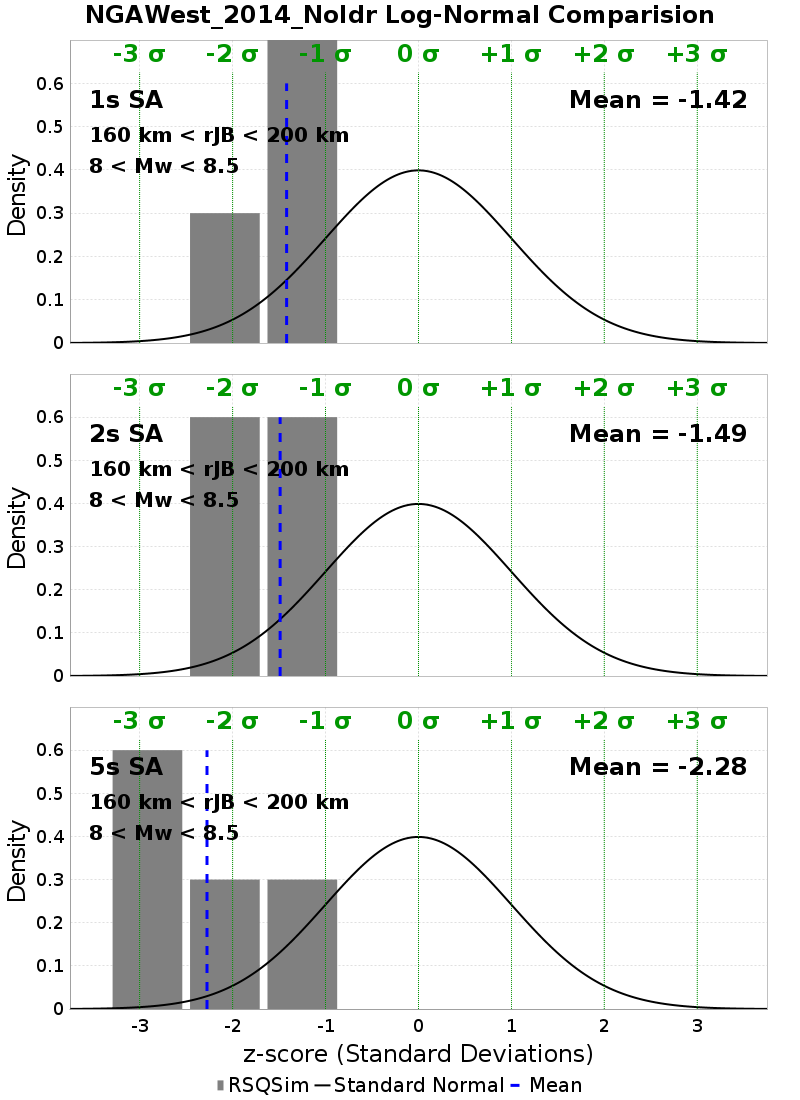 NGAWest_2014_NoIdr Log-Normal Comparision
-3 σ -2 σ -1 σ 0 σ +1 σ +2 σ +3 σ
1s SA
Mean = -1.42
160 km < rJB < 200 km
8 < Mw < 8.5
Density
0.6
0.5
0.4
0.3
0.2
0.1
0
-3 σ -2 σ -1 σ 0 σ +1 σ +2 σ +3 σ
2s SA
Mean = -1.49
160 km < rJB < 200 km
8 < Mw < 8.5
Density
0.6
0.5
0.4
0.3
0.2
0.1
0
-3 σ -2 σ -1 σ 0 σ +1 σ +2 σ +3 σ
5s SA
Mean = -2.28
160 km < rJB < 200 km
8 < Mw < 8.5
Density
0.6
0.5
0.4
0.3
0.2
0.1
0
-3 -2 -1 0 1 2 3
z-score (Standard Deviations)
RSQSim Standard Normal Mean